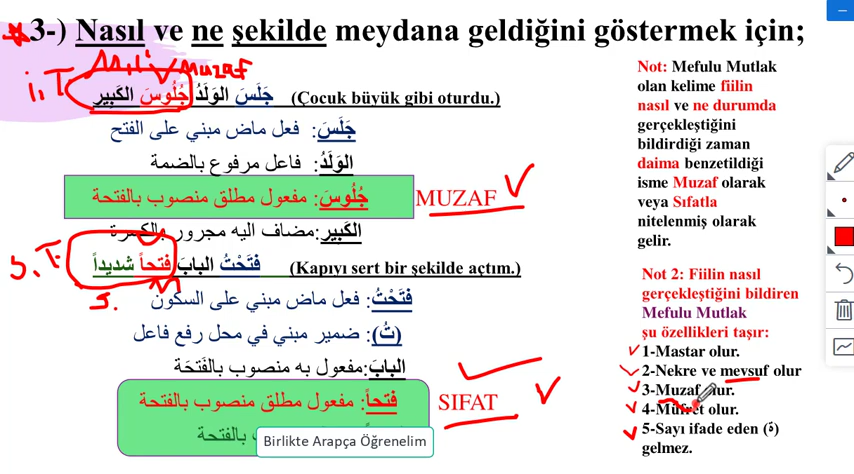 3-) Nasıl ve ne şekilde meydana geldiğini göstermek için;
Muzaf
i.T
جَلَسَ الوَلَدُ جُلُوسَ الكَبِيرِ (Çocuk büyük gibi oturdu.)
جَلَسَ: فعل ماض مبني على الفتح
الوَلَدُ: فاعل مرفوع بالضمة
جُلُوسَ: مفعول مطلق منصوب بالفتحة
MUZAF
الكَبِيرِ: مضاف اليه مجرور بالكسرة
S.T.
فَتَحْتُ البابَ فتحاً شديداً (Kapıyı sert bir şekilde açtım.)
S. M
فَتَحْتُ: فعل ماض مبني على السكون
(تُ): ضمير مبني في محل رفع فاعل
البابَ: مفعول به منصوب بالفَتحَة
فتحاً: مفعول مطلق منصوب بالفتحة
SIFAT
بالفتحة
Birlikte Arapça Öğrenelim
Not: Mefulu Mutlak
olan kelime fiilin
nasıl ve ne durumda
gerçekleştiğini
bildirdiği zaman
daima benzetildiği
isme Muzaf olarak
veya Sıfatla
nitelenmiş olarak
gelir.
Not 2: Fiilin nasıl
gerçekleştiğini bildiren
Mefulu Mutlak
şu özellikleri taşır:
1-Mastar olur.
2-Nekre ve mevsuf olur
3-Muzaf olur.
4-Müfret olur.
5-Sayı ifade eden (ة)
gelmez.